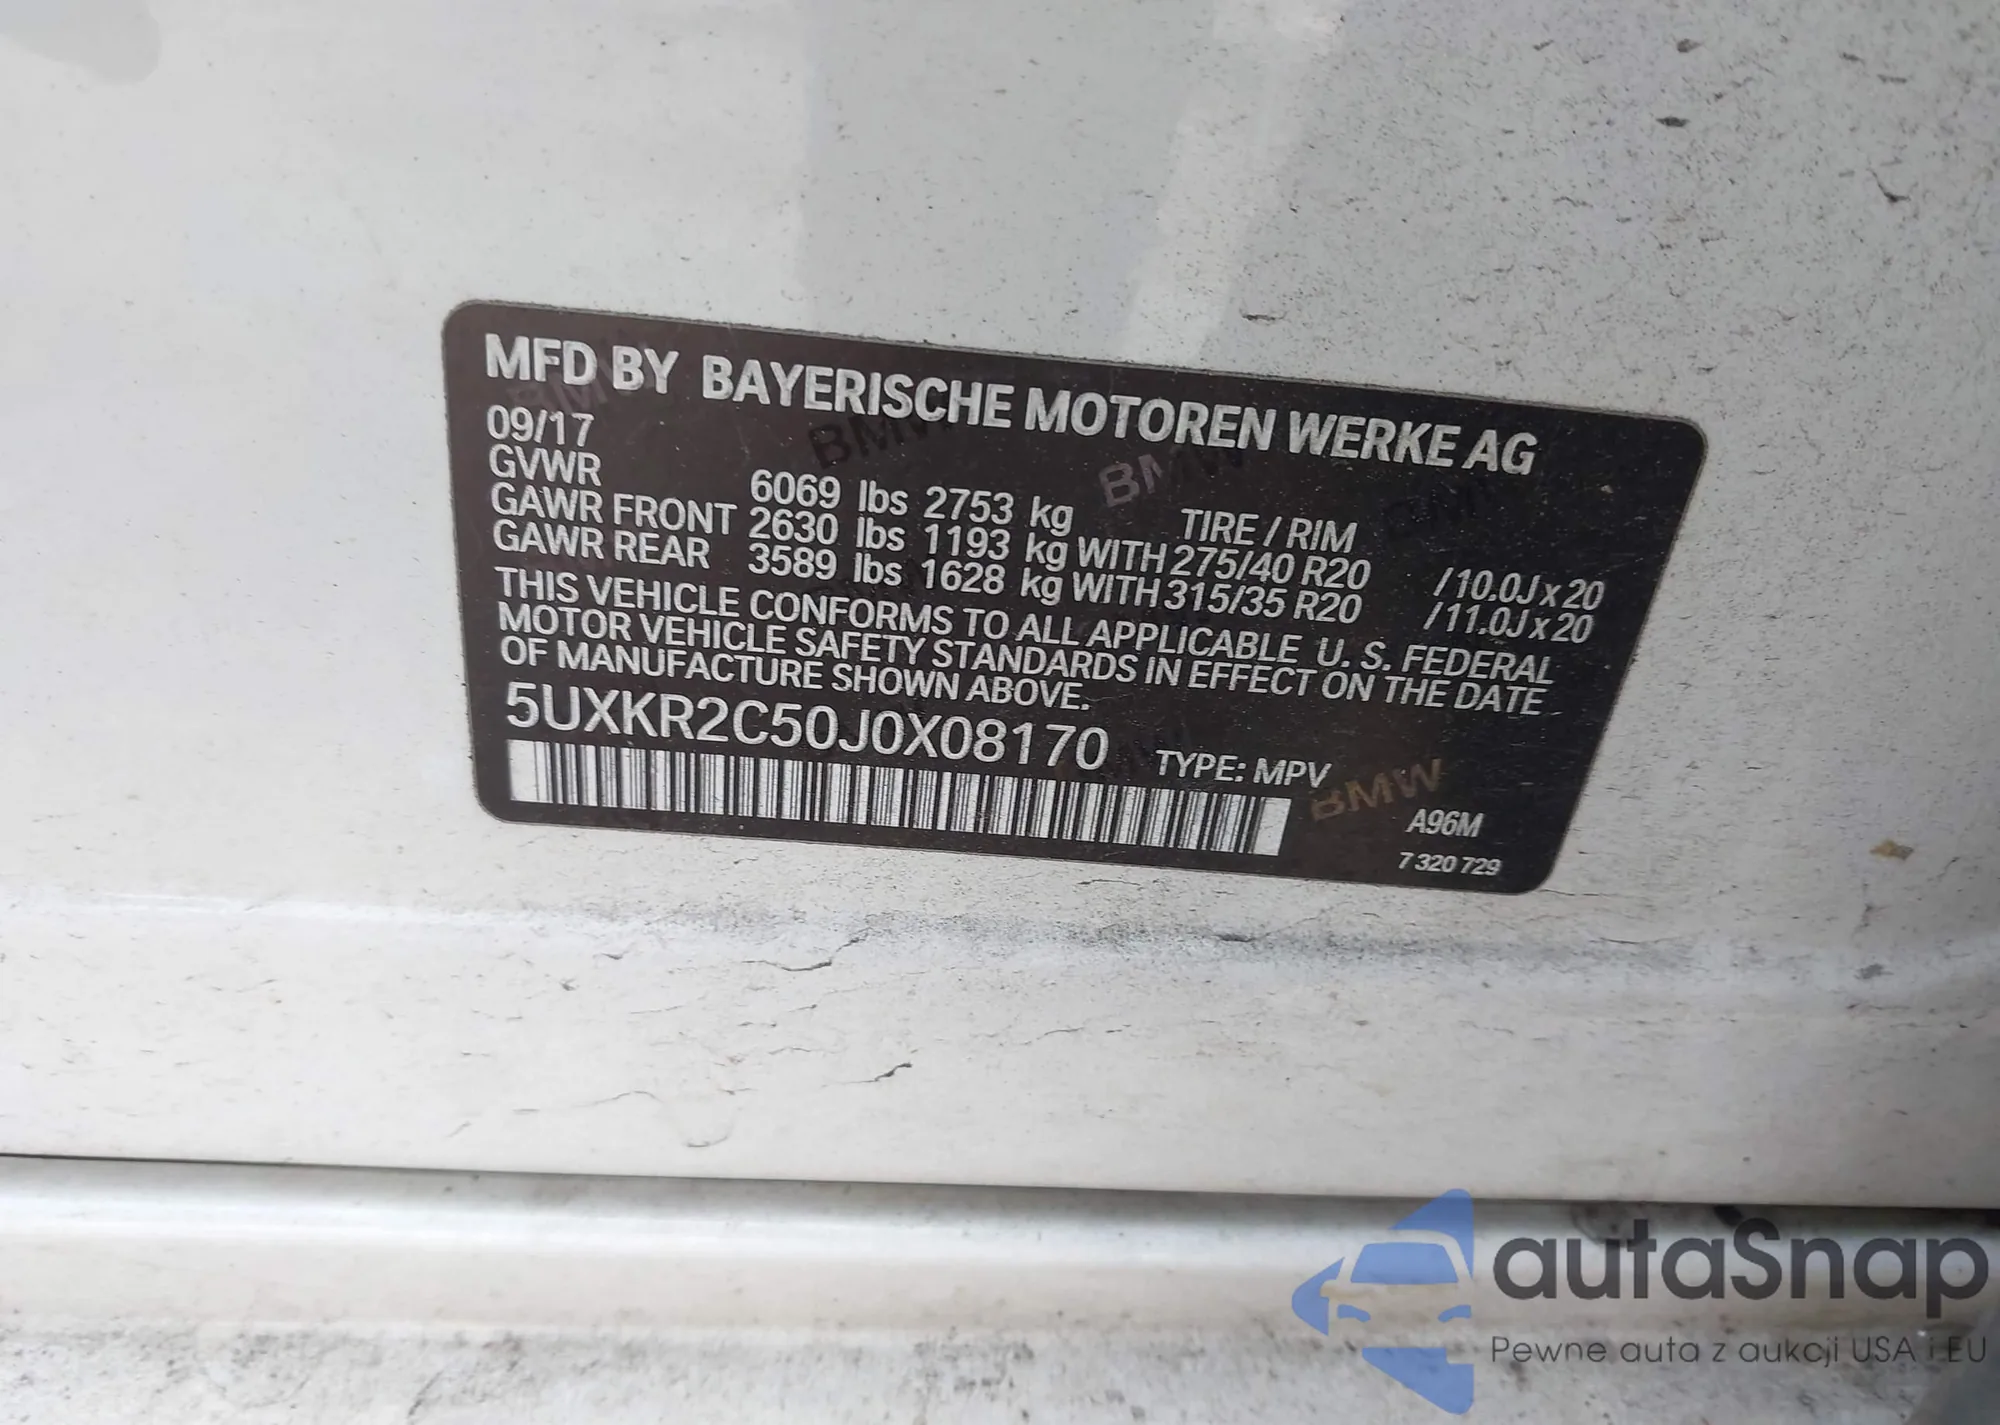 MFD BY BAYERISCHE MOTOREN WERKE AG
09/17
GVWR 6069 lbs 2753 kg TIRE / RIM
GAWR FRONT 2630 lbs 1193 kg WITH 275/40 R20 / 10.0J x 20
GAWR REAR 3589 lbs 1628 kg WITH 315/35 R20 / 11.0J x 20
THIS VEHICLE CONFORMS TO ALL APPLICABLE U. S. FEDERAL
MOTOR VEHICLE SAFETY STANDARDS IN EFFECT ON THE DATE
OF MANUFACTURE SHOWN ABOVE.
5UXKR2C50J0X08170 TYPE: MPV
BMW
A96M
7 320 729
autaSnap
Pewne auta z aukcji USA i EU